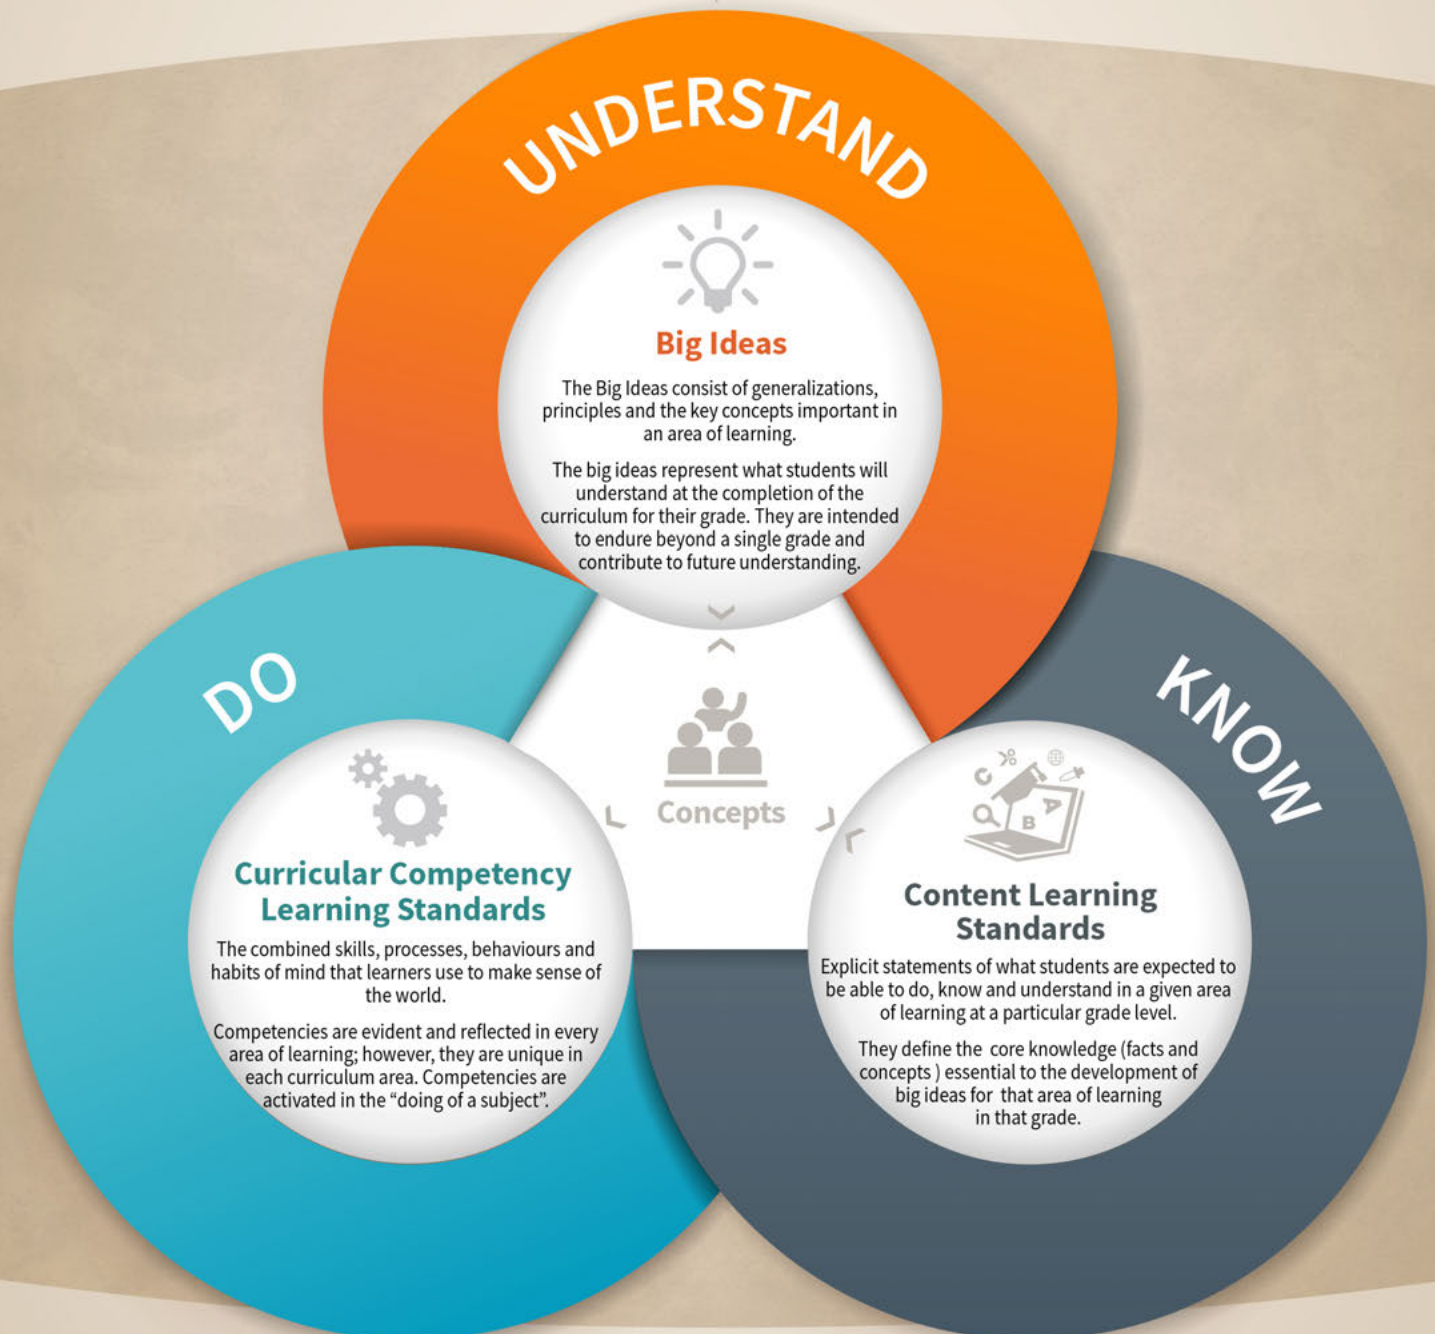 UNDERSTAND
Big Ideas
The Big Ideas consist of generalizations,
principles and the key concepts important in
an area of learning.
The big ideas represent what students will
understand at the completion of the
curriculum for their grade. They are intended
to endure beyond a single grade and
contribute to future understanding.
DO
Curricular Competency
Learning Standards
The combined skills, processes, behaviours and
habits of mind that learners use to make sense of
the world.
Competencies are evident and reflected in every
area of learning; however, they are unique in
each curriculum area. Competencies are
activated in the “doing of a subject”.
Concepts
KNOW
A
B
Content Learning
Standards
Explicit statements of what students are expected to
be able to do, know and understand in a given area
of learning at a particular grade level.
They define the core knowledge (facts and
concepts ) essential to the development of
big ideas for that area of learning
in that grade.